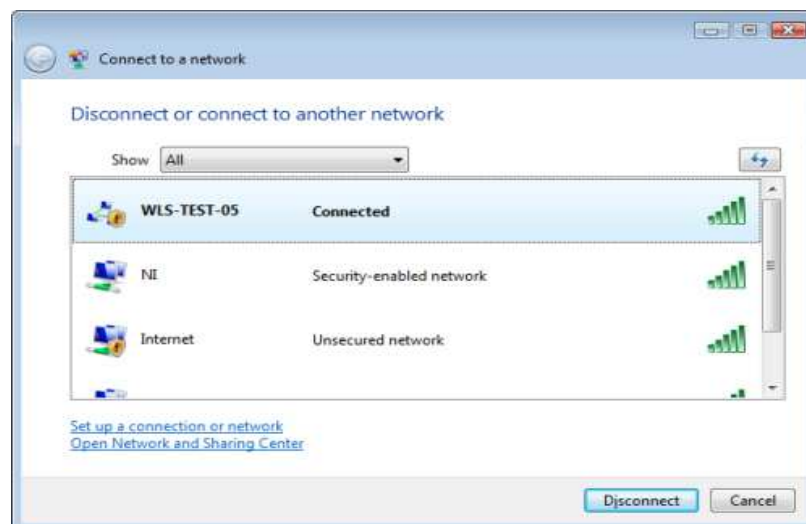 Connect to a network
Disconnect or connect to another network
Show All
WLS-TEST-05 Connected
NI Security-enabled network
Internet Unsecured network
Set up a connection or network
Open Network and Sharing Center
Disconnect Cancel